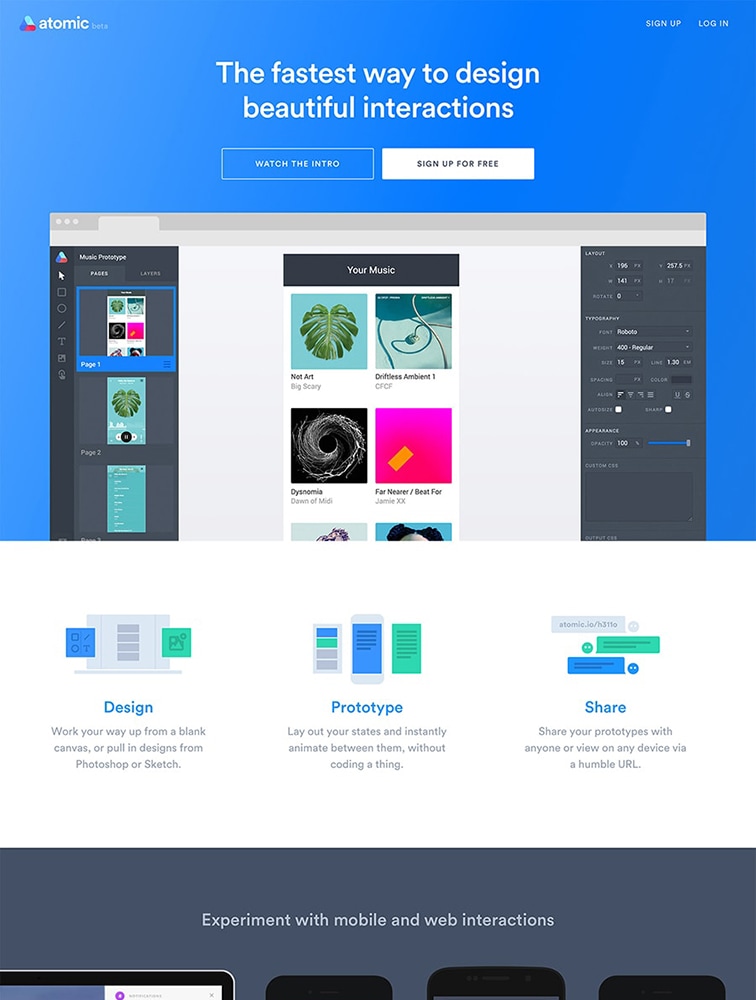 atomic beta
SIGN UP LOG IN
The fastest way to design
beautiful interactions
WATCH THE INTRO
SIGN UP FOR FREE
Music Prototype
PAGES LAYERS
Page 1
Page 2
Your Music
Not Art
Big Scary
Driftless Ambient 1
CFCF
Dysnomia
Dawn of Midi
Far Nearer / Beat For
Jamie XX
LAYOUT
X 196 PX Y 257.5 PX
W 141 PX H 17 PX
ROTATE 0 °
TYPOGRAPHY
FONT Roboto
WEIGHT 400 - Regular
SIZE 15 PX LINE 1.30 EM
SPACING PX COLOR
ALIGN U S
AUTOSIZE SHARP
APPEARANCE
OPACITY 100 %
CUSTOM CSS
OUTPUT CSS
atomic.io/h311o
Design
Work your way up from a blank
canvas, or pull in designs from
Photoshop or Sketch.
Prototype
Lay out your states and instantly
animate between them, without
coding a thing.
Share
Share your prototypes with
anyone or view on any device via
a humble URL.
Experiment with mobile and web interactions
NOTIFICATIONS